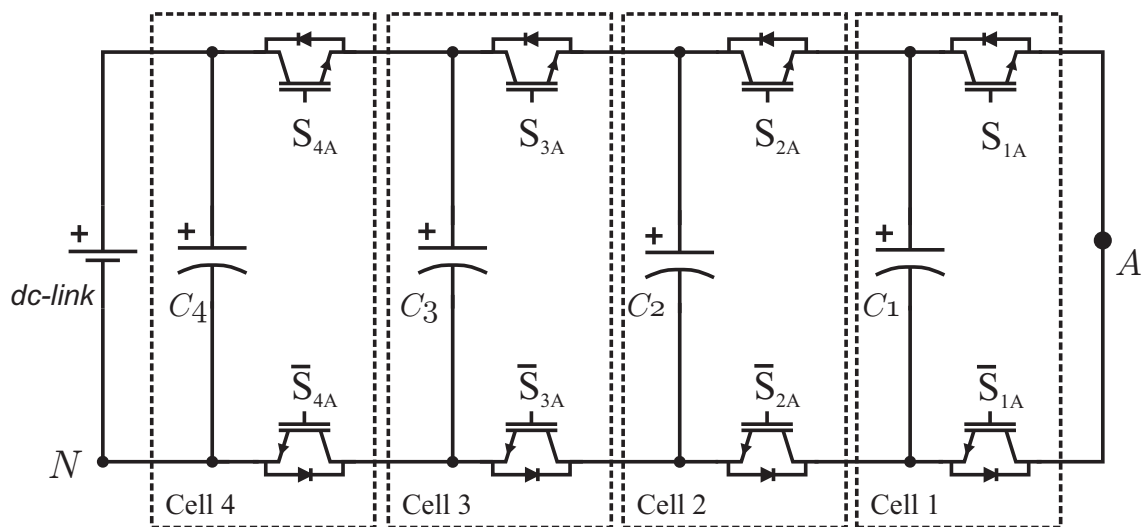 S4A
S3A
S2A
S1A
+
+
+
+
+
dc-link
C4
C3
C2
C1
A
S̅4A
S̅3A
S̅2A
S̅1A
N
Cell 4
Cell 3
Cell 2
Cell 1